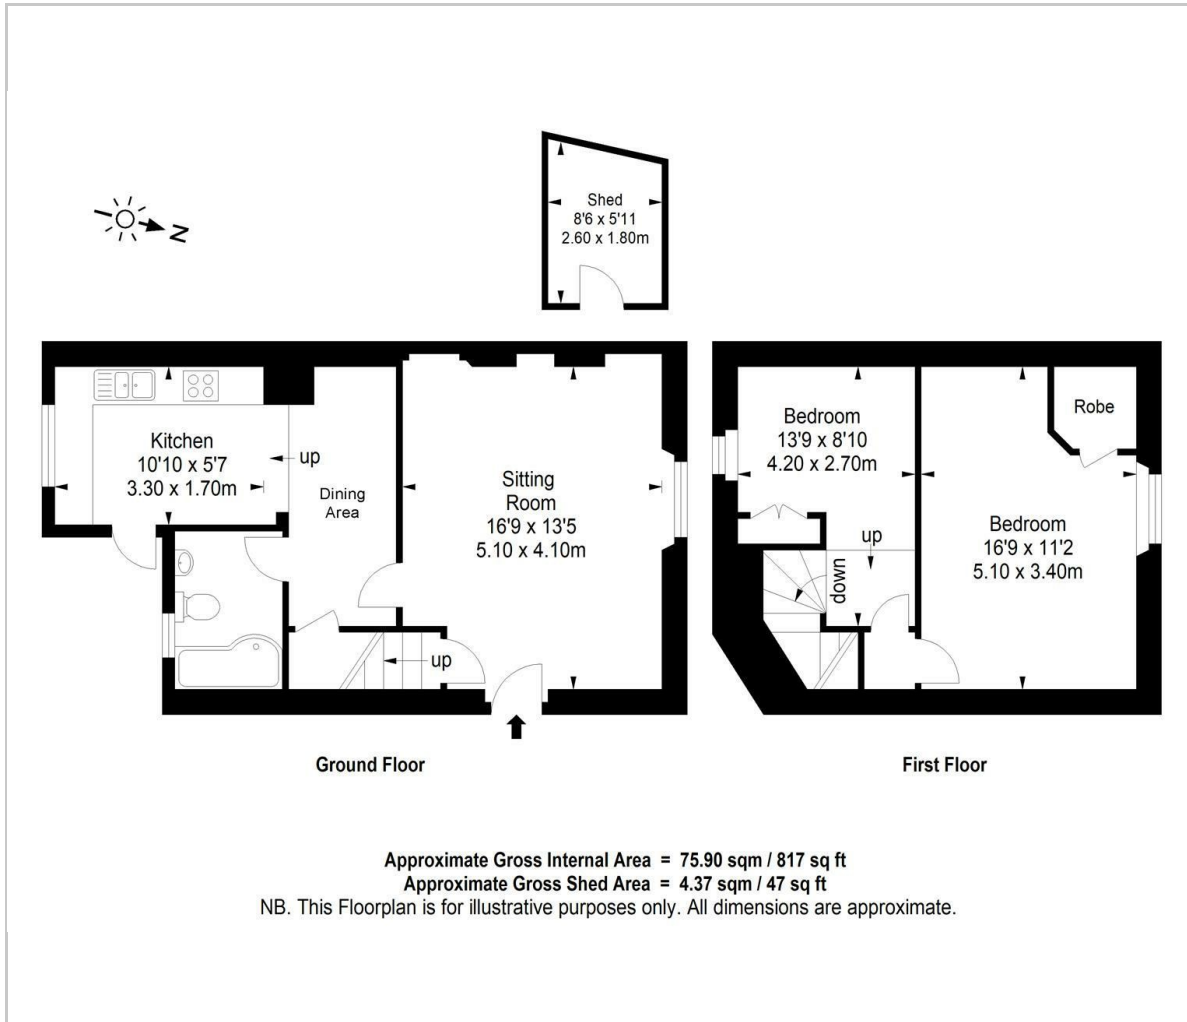 N
Shed
8'6 x 5'11
2.60 x 1.80m
Kitchen
10'10 x 5'7
3.30 x 1.70m
up
Dining
Area
Sitting
Room
16'9 x 13'5
5.10 x 4.10m
up
Ground Floor
Bedroom
13'9 x 8'10
4.20 x 2.70m
Robe
up
down
Bedroom
16'9 x 11'2
5.10 x 3.40m
First Floor
Approximate Gross Internal Area = 75.90 sqm / 817 sq ft
Approximate Gross Shed Area = 4.37 sqm / 47 sq ft
NB. This Floorplan is for illustrative purposes only. All dimensions are approximate.